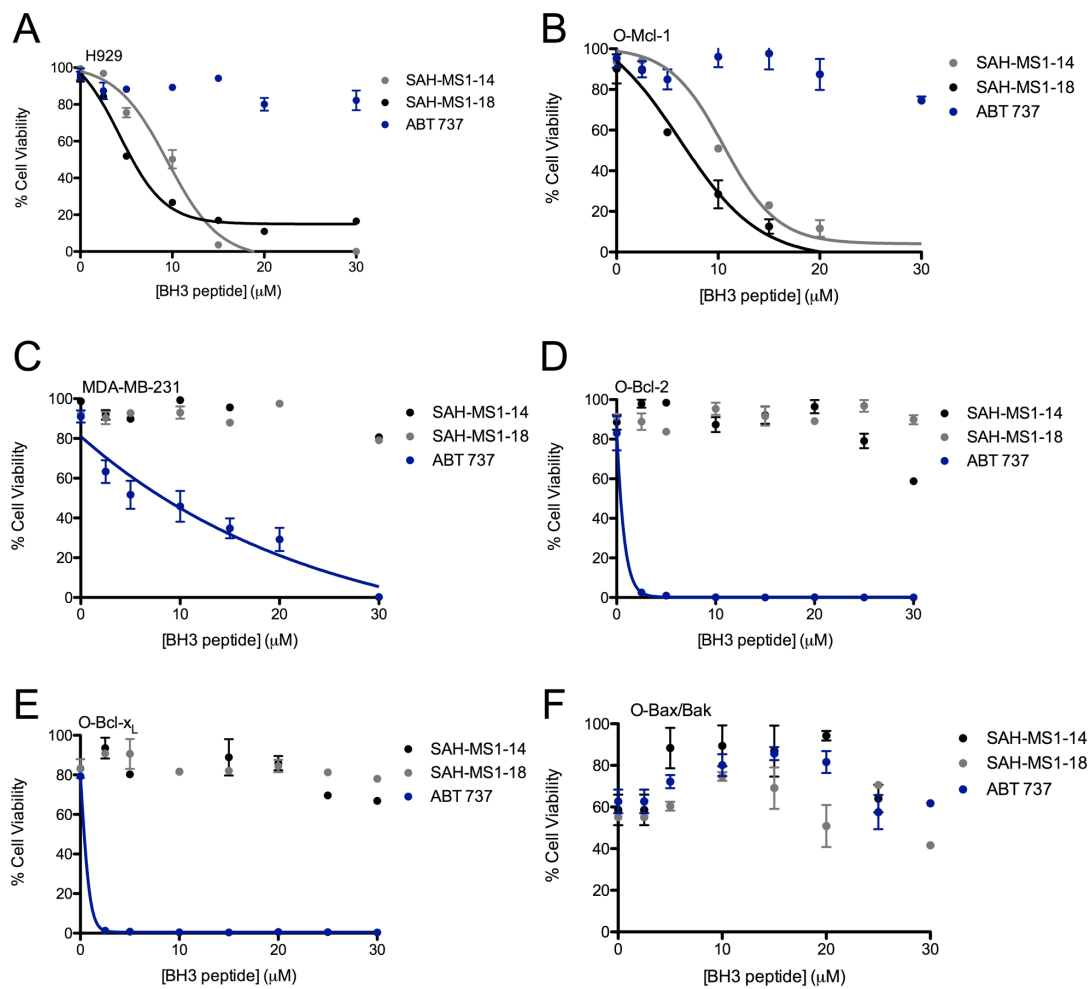 A
H929
% Cell Viability
100
80
60
40
20
0
0 10 20 30
[BH3 peptide] (μM)
SAH-MS1-14
SAH-MS1-18
ABT 737
B
O-Mcl-1
% Cell Viability
100
80
60
40
20
0
0 10 20 30
[BH3 peptide] (μM)
SAH-MS1-14
SAH-MS1-18
ABT 737
C
MDA-MB-231
% Cell Viability
100
80
60
40
20
0
0 10 20 30
[BH3 peptide] (μM)
SAH-MS1-14
SAH-MS1-18
ABT 737
D
O-Bcl-2
% Cell Viability
100
80
60
40
20
0
0 10 20 30
[BH3 peptide] (μM)
SAH-MS1-14
SAH-MS1-18
ABT 737
E
O-Bcl-xL
% Cell Viability
100
80
60
40
20
0
0 10 20 30
[BH3 peptide] (μM)
SAH-MS1-14
SAH-MS1-18
ABT 737
F
O-Bax/Bak
% Cell Viability
100
80
60
40
20
0
0 10 20 30
[BH3 peptide] (μM)
SAH-MS1-14
SAH-MS1-18
ABT 737